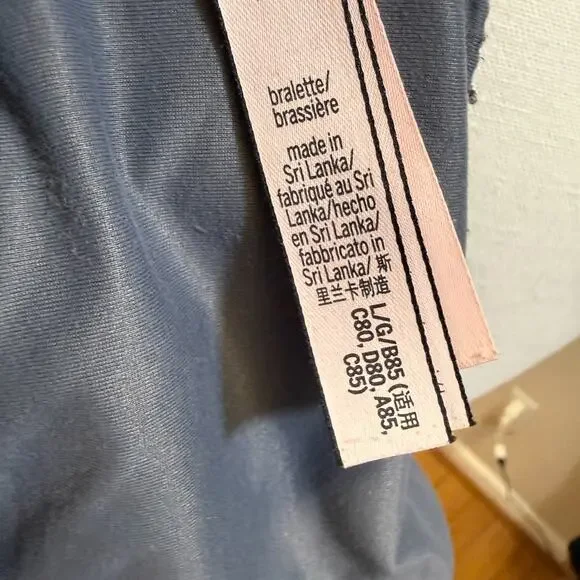 bralette/
brassière
made in
Sri Lanka/
fabriqué au Sri
Lanka/hecho
en Sri Lanka/
fabbricato in
Sri Lanka/ 斯
里兰卡制造
L/G/B85 (适用
C80, D80, A85,
C85)